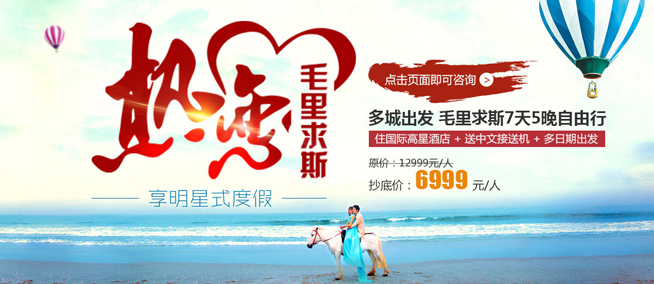 热恋
毛里求斯
享明星式度假
点击页面即可咨询 >
多城出发 毛里求斯7天5晚自由行
住国际高星酒店 + 送中文接送机 + 多日期出发
原价：12999元/人
抄底价：6999 元/人